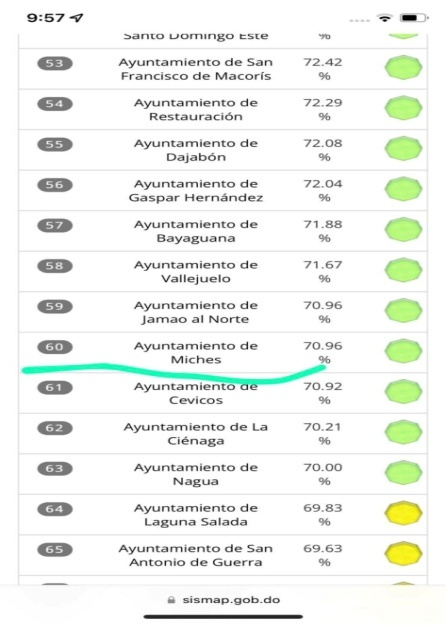 9:57
Santo Domingo Este %
53 Ayuntamiento de San 72.42
Francisco de Macorís %
54 Ayuntamiento de 72.29
Restauración %
55 Ayuntamiento de 72.08
Dajabón %
56 Ayuntamiento de 72.04
Gaspar Hernández %
57 Ayuntamiento de 71.88
Bayaguana %
58 Ayuntamiento de 71.67
Vallejuelo %
59 Ayuntamiento de 70.96
Jamao al Norte %
60 Ayuntamiento de 70.96
Miches %
61 Ayuntamiento de 70.92
Cevicos %
62 Ayuntamiento de La 70.21
Ciénaga %
63 Ayuntamiento de 70.00
Nagua %
64 Ayuntamiento de 69.83
Laguna Salada %
65 Ayuntamiento de San 69.63
Antonio de Guerra %
sismap.gob.do